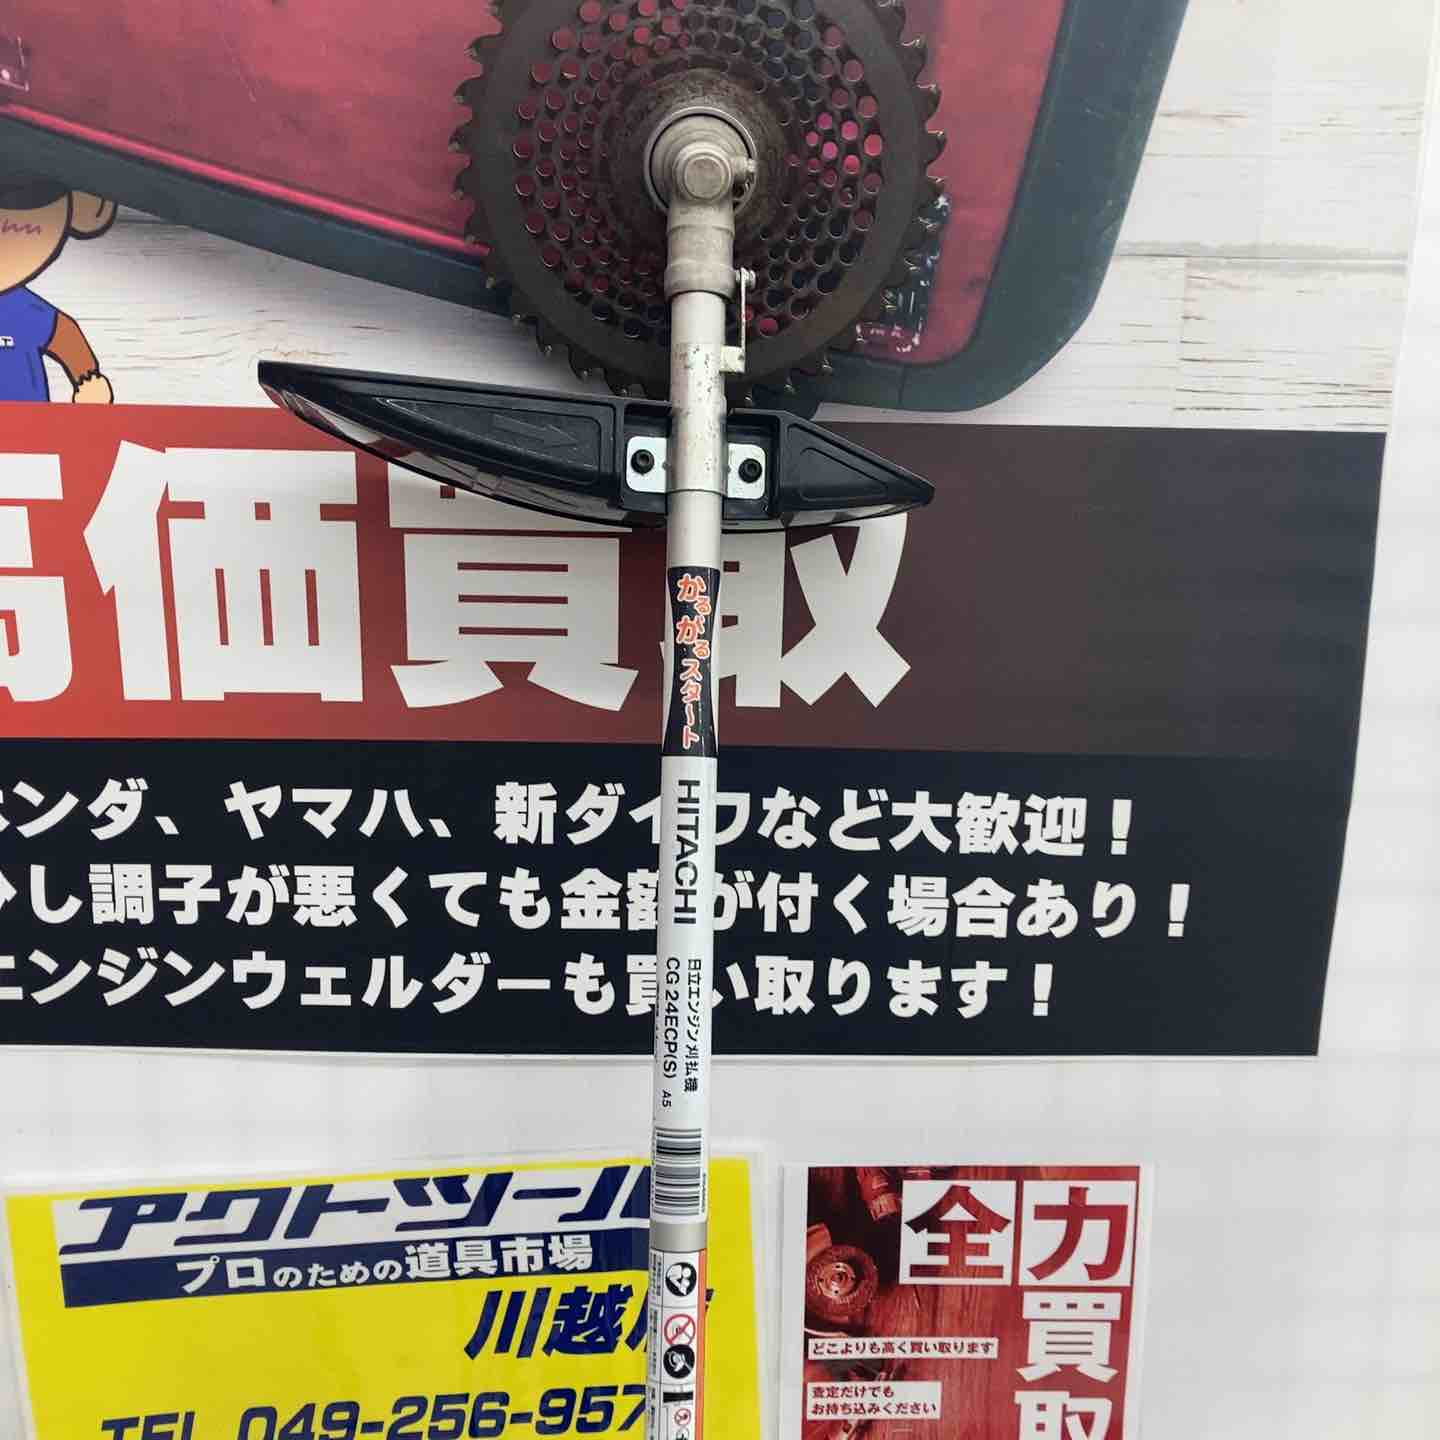 高価買取
かるがるスタート
ホンダ、ヤマハ、新ダイワなど大歓迎！
少し調子が悪くても金額が付く場合あり！
エンジンウェルダーも買い取ります！
HITACHI
日立エンジン刈払機
CG 24ECP(S) A5
アクトツール
プロのための道具市場
川越
TEL 049-256-957
全力買取
どこよりも高く買い取ります
査定だけでも
お持ち込みください